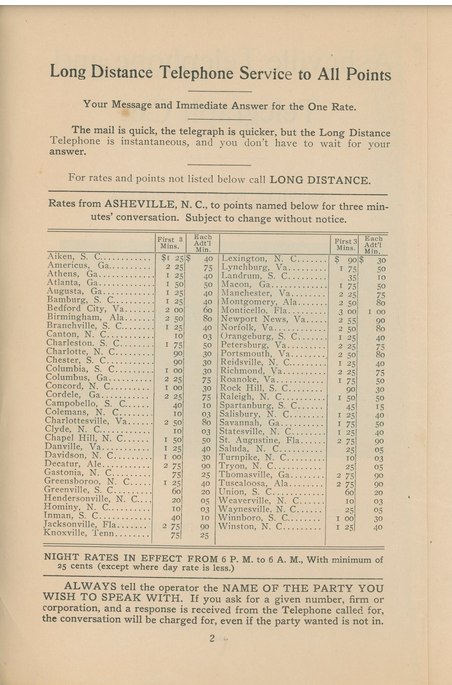 Long Distance Telephone Service to All Points
Your Message and Immediate Answer for the One Rate.
The mail is quick, the telegraph is quicker, but the Long Distance
Telephone is instantaneous, and you don't have to wait for your
answer.
For rates and points not listed below call LONG DISTANCE.
Rates from ASHEVILLE, N. C., to points named below for three min-
utes' conversation. Subject to change without notice.
First 3 Mins.
Each Adt'l Min.
Aiken, S. C. $1 25 $ 40
Americus, Ga. 2 25 75
Athens, Ga. 1 25 40
Atlanta, Ga. 1 50 50
Augusta, Ga. 1 25 40
Bamburg, S. C. 1 25 40
Bedford City, Va. 2 00 60
Birmingham, Ala. 2 50 80
Branchville, S. C. 1 25 40
Canton, N. C. 10 03
Charleston. S. C. 1 75 50
Charlotte, N. C. 90 30
Chester, S. C. 90 30
Columbia, S. C. 1 00 30
Columbus, Ga. 2 25 75
Concord, N. C. 1 00 30
Cordele, Ga. 2 25 75
Campobello, S. C. 40 10
Colemans, N. C. 10 03
Charlottesville, Va. 2 50 80
Clyde, N. C. 10 03
Chapel Hill, N. C. 1 50 50
Danville, Va. 1 25 40
Davidson, N. C. 1 00 30
Decatur, Ale. 2 75 90
Gastonia, N. C. 75 25
Greensboroo, N. C. 1 25 40
Greenville, S. C. 60 20
Hendersonville, N. C. 20 05
Hominy, N. C. 10 03
Inman, S. C. 40 10
Jacksonville, Fla. 2 75 90
Knoxville, Tenn. 75 25
First 3 Mins.
Each Adt'l Min.
Lexington, N. C. $ 90 $ 30
Lynchburg, Va. 1 75 50
Landrum, S. C. 35 10
Macon, Ga. 1 75 50
Manchester, Va. 2 25 75
Montgomery, Ala. 2 50 80
Monticello, Fla. 3 00 1 00
Newport News, Va. 2 55 90
Norfolk, Va. 2 50 80
Orangeburg, S. C. 1 25 40
Petersburg, Va. 2 25 75
Portsmouth, Va. 2 50 80
Reidsville, N. C. 1 25 40
Richmond, Va. 2 25 75
Roanoke, Va. 1 75 50
Rock Hill, S. C. 90 30
Raleigh, N. C. 1 50 50
Spartanburg, S. C. 45 15
Salisbury, N. C. 1 25 40
Savannah, Ga. 1 75 50
Statesville, N. C. 1 25 40
St. Augustine, Fla. 2 75 90
Saluda, N. C. 25 05
Turnpike, N. C. 10 03
Tryon, N. C. 25 05
Thomasville, Ga. 2 75 90
Tuscaloosa, Ala. 2 75 90
Union, S. C. 60 20
Weaverville, N. C. 10 03
Waynesville, N. C. 25 05
Winnboro, S. C. 1 00 30
Winston, N. C. 1 25 40
NIGHT RATES IN EFFECT FROM 6 P. M. to 6 A. M., With minimum of
25 cents (except where day rate is less.)
ALWAYS tell the operator the NAME OF THE PARTY YOU
WISH TO SPEAK WITH. If you ask for a given number, firm or
corporation, and a response is received from the Telephone called for,
the conversation will be charged for, even if the party wanted is not in.
2